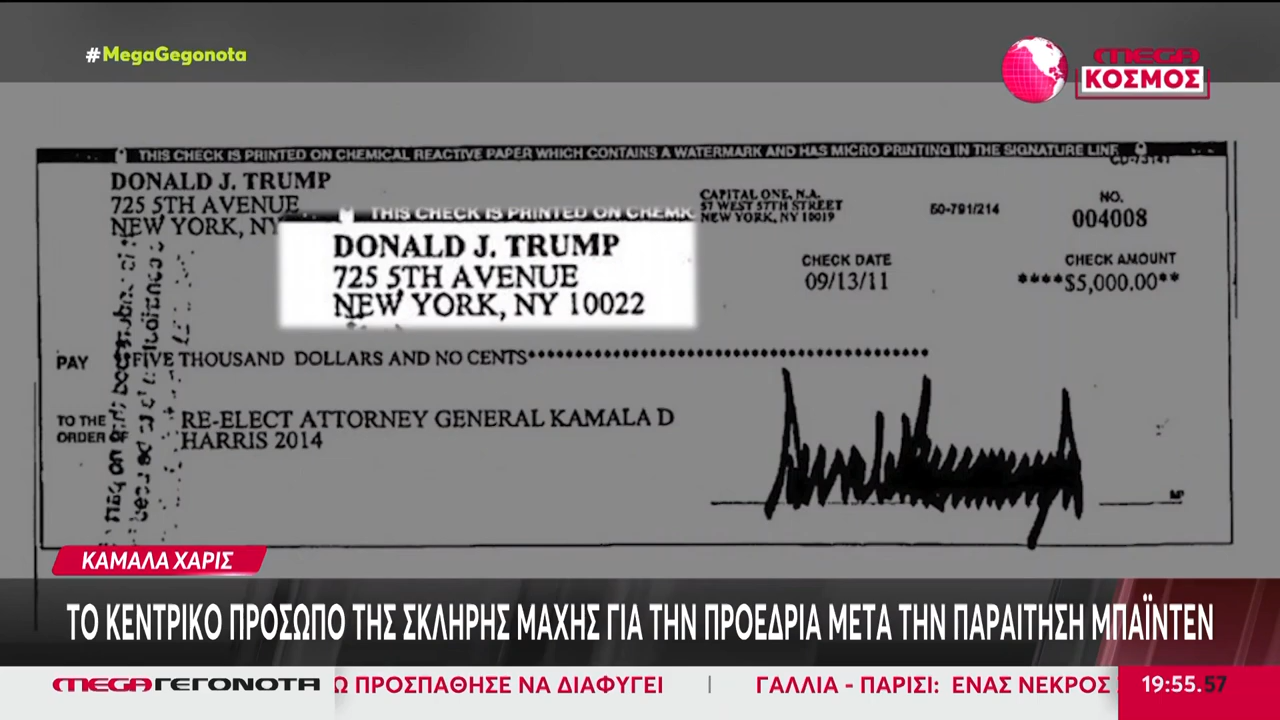 #MegaGegonota
MEGA
ΚΟΣΜΟΣ
THIS CHECK IS PRINTED ON CHEMICAL REACTIVE PAPER WHICH CONTAINS A WATERMARK AND HAS MICRO PRINTING IN THE SIGNATURE LINE
DONALD J. TRUMP
725 5TH AVENUE
NEW YORK, NY
CAPITAL ONE, N.A.
57 WEST 57TH STREET
NEW YORK, NY 10019
50-791/214
NO.
004008
THIS CHECK IS PRINTED ON CHEMIC
DONALD J. TRUMP
725 5TH AVENUE
NEW YORK, NY 10022
CHECK DATE
09/13/11
CHECK AMOUNT
****$5,000.00**
PAY
FIVE THOUSAND DOLLARS AND NO CENTS
TO THE
ORDER OF
RE-ELECT ATTORNEY GENERAL KAMALA D
HARRIS 2014
ΚΑΜΑΛΑ ΧΑΡΙΣ
ΤΟ ΚΕΝΤΡΙΚΟ ΠΡΟΣΩΠΟ ΤΗΣ ΣΚΛΗΡΗΣ ΜΑΧΗΣ ΓΙΑ ΤΗΝ ΠΡΟΕΔΡΙΑ ΜΕΤΑ ΤΗΝ ΠΑΡΑΙΤΗΣΗ ΜΠΑΪΝΤΕΝ
MEGA ΓΕΓΟΝΟΤΑ
Ω ΠΡΟΣΠΑΘΗΣΕ ΝΑ ΔΙΑΦΥΓΕΙ | ΓΑΛΛΙΑ - ΠΑΡΙΣΙ: ΕΝΑΣ ΝΕΚΡΟΣ
19:55.57